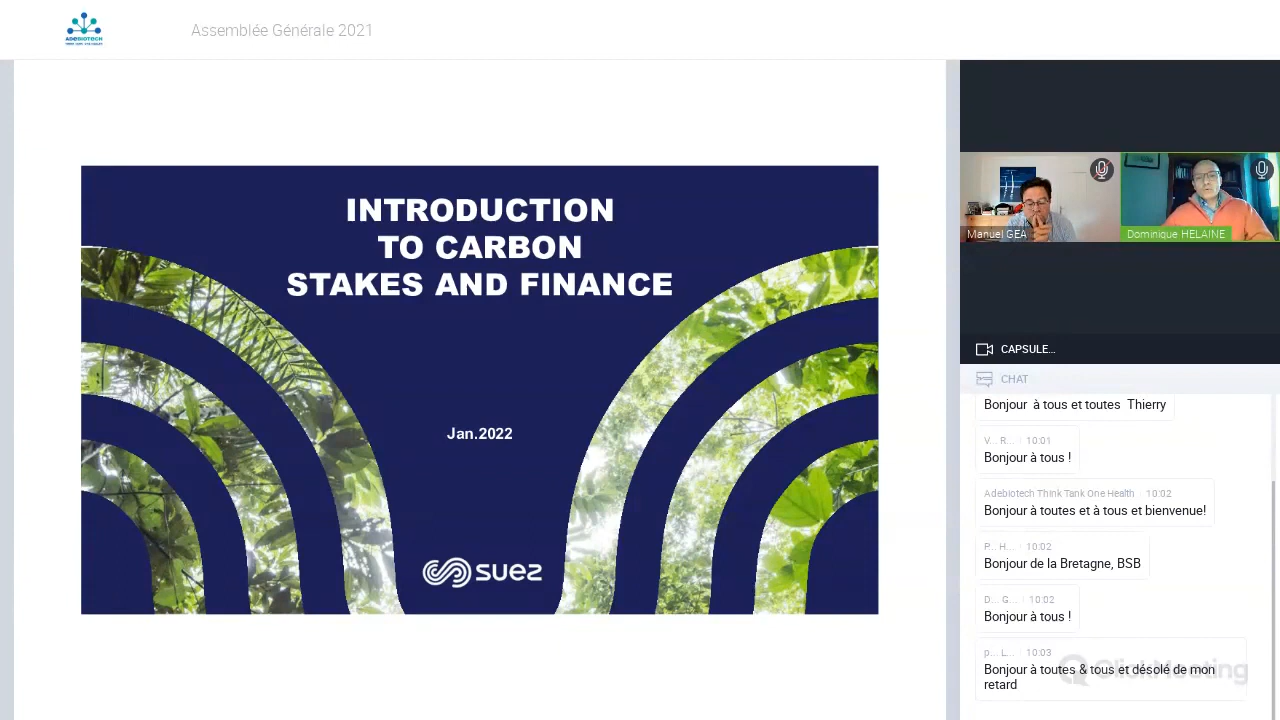 ADEBIOTECH
Assemblée Générale 2021
INTRODUCTION
TO CARBON
STAKES AND FINANCE
Jan.2022
suez
Manuel GEA
Dominique HELAINE
CAPSULE...
CHAT
Bonjour à tous et toutes Thierry
V... R... 10:01
Bonjour à tous !
Adebiotech Think Tank One Health 10:02
Bonjour à toutes et à tous et bienvenue!
P... H... 10:02
Bonjour de la Bretagne, BSB
D... G... 10:02
Bonjour à tous !
p... L... 10:03
Bonjour à toutes & tous et désolé de mon
retard
ClickMeeting